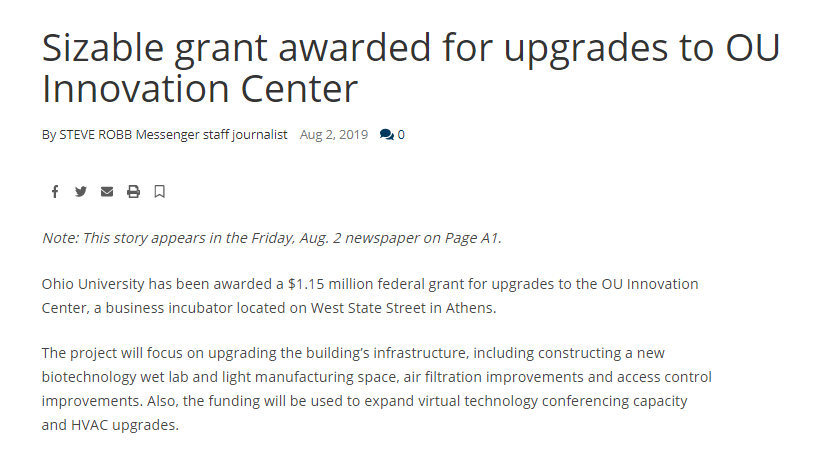 Sizable grant awarded for upgrades to OU
Innovation Center
By STEVE ROBB Messenger staff journalist Aug 2, 2019 0
Note: This story appears in the Friday, Aug. 2 newspaper on Page A1.
Ohio University has been awarded a $1.15 million federal grant for upgrades to the OU Innovation
Center, a business incubator located on West State Street in Athens.
The project will focus on upgrading the building’s infrastructure, including constructing a new
biotechnology wet lab and light manufacturing space, air filtration improvements and access control
improvements. Also, the funding will be used to expand virtual technology conferencing capacity
and HVAC upgrades.